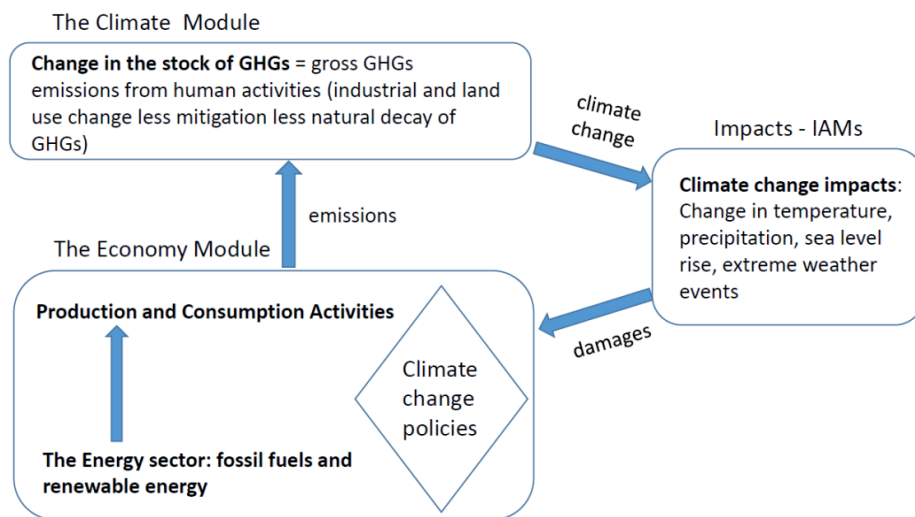 The Climate Module
Change in the stock of GHGs = gross GHGs
emissions from human activities (industrial and land
use change less mitigation less natural decay of
GHGs)
climate
change
Impacts - IAMs
Climate change impacts:
Change in temperature,
precipitation, sea level
rise, extreme weather
events
emissions
The Economy Module
Production and Consumption Activities
damages
Climate
change
policies
The Energy sector: fossil fuels and
renewable energy